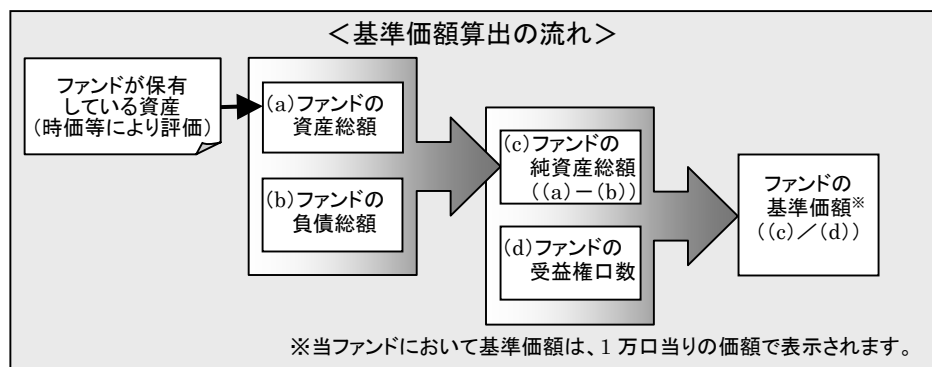 ＜基準価額算出の流れ＞
ファンドが保有
している資産
(時価等により評価)
(a)ファンドの
資産総額
(b)ファンドの
負債総額
(c)ファンドの
純資産総額
((a)－(b))
(d)ファンドの
受益権口数
ファンドの
基準価額※
((c)／(d))
※当ファンドにおいて基準価額は、1万口当りの価額で表示されます。